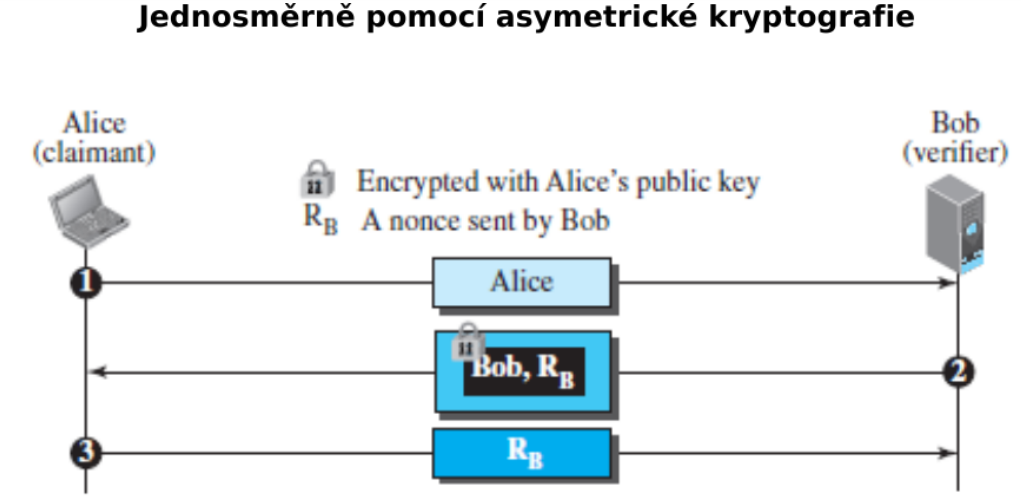 Jednosměrně pomocí asymetrické kryptografie
Alice
(claimant)
Bob
(verifier)
Encrypted with Alice's public key
R_B A nonce sent by Bob
1
Alice
Bob, R_B
2
3
R_B